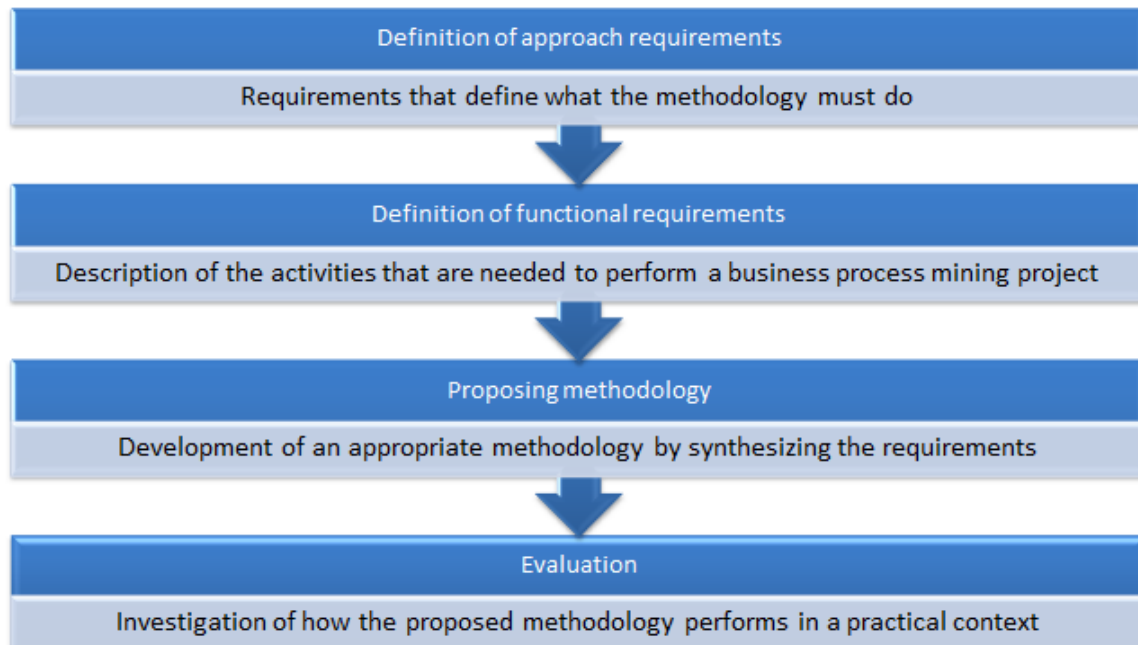 Definition of approach requirements
Requirements that define what the methodology must do
Definition of functional requirements
Description of the activities that are needed to perform a business process mining project
Proposing methodology
Development of an appropriate methodology by synthesizing the requirements
Evaluation
Investigation of how the proposed methodology performs in a practical context